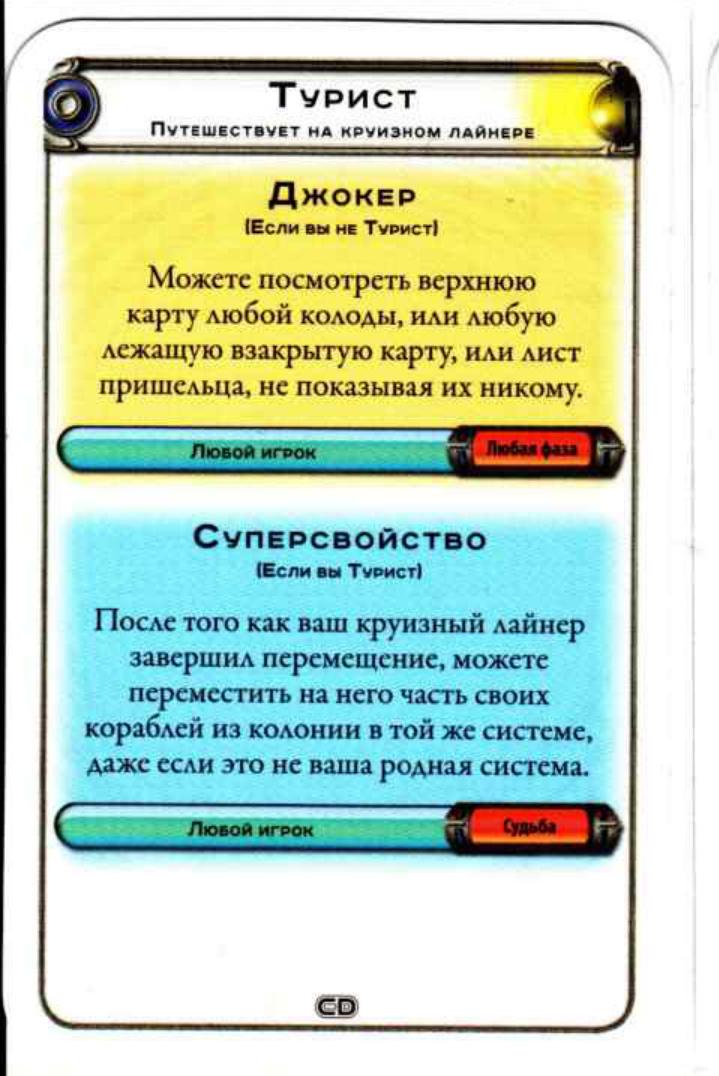 Турист
Путешествует на круизном лайнере
Джокер
(Если вы не Турист)
Можете посмотреть верхнюю
карту любой колоды, или любую
лежащую взакрытую карту, или лист
пришельца, не показывая их никому.
Любой игрок Любая фаза
Суперсвойство
(Если вы Турист)
После того как ваш круизный лайнер
завершил перемещение, можете
переместить на него часть своих
кораблей из колонии в той же системе,
даже если это не ваша родная система.
Любой игрок Судьба
CD